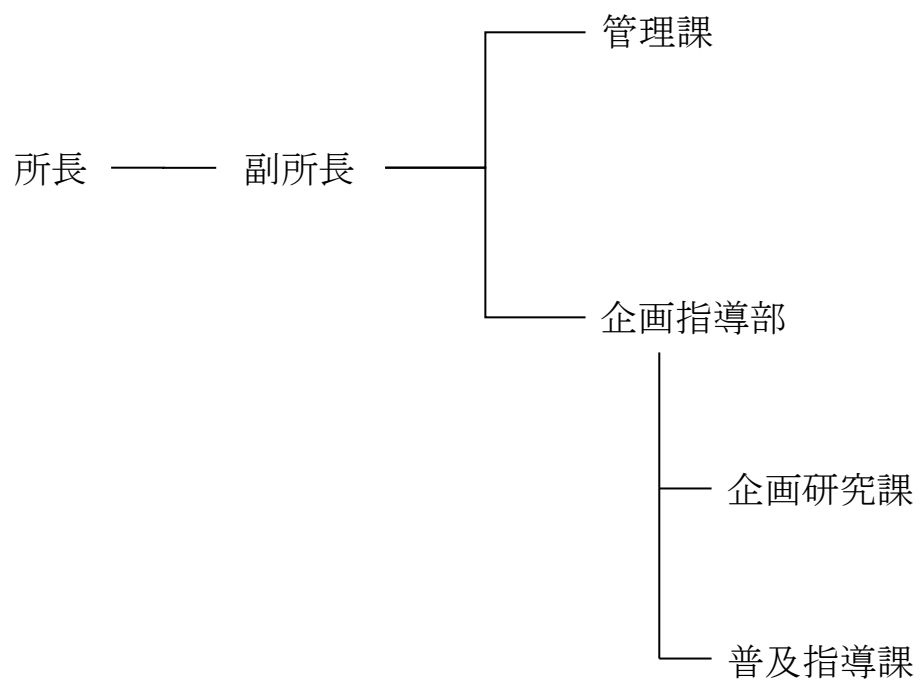 管理課
所長
副所長
企画指導部
企画研究課
普及指導課